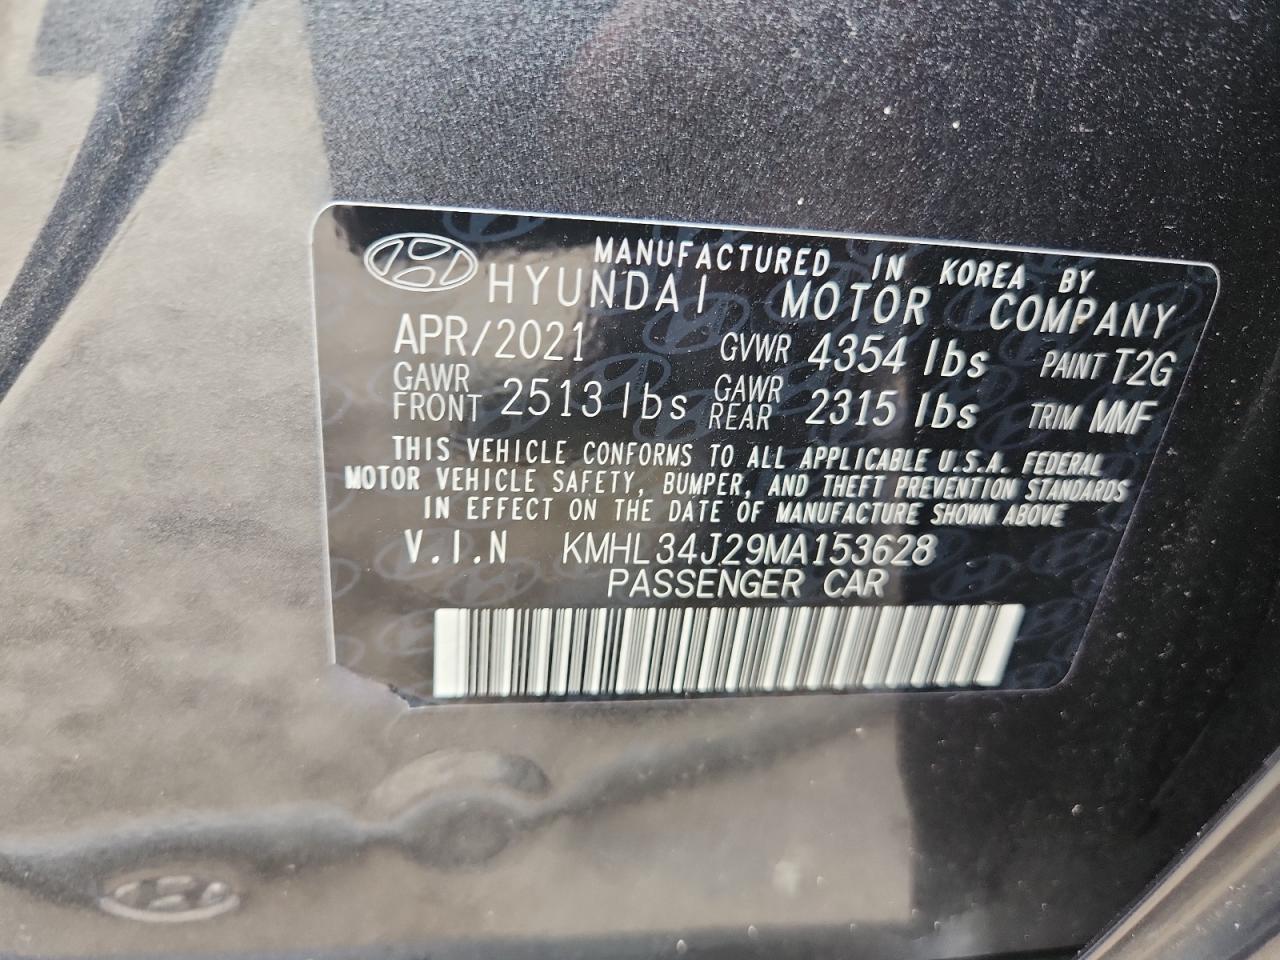 MANUFACTURED IN KOREA BY
HYUNDAI MOTOR COMPANY
APR/2021 GVWR 4354 lbs PAINT T2G
GAWR FRONT 2513 lbs GAWR REAR 2315 lbs TRIM MMF
THIS VEHICLE CONFORMS TO ALL APPLICABLE U.S.A. FEDERAL
MOTOR VEHICLE SAFETY, BUMPER, AND THEFT PREVENTION STANDARDS
IN EFFECT ON THE DATE OF MANUFACTURE SHOWN ABOVE
V.I.N KMHL34J29MA153628
PASSENGER CAR